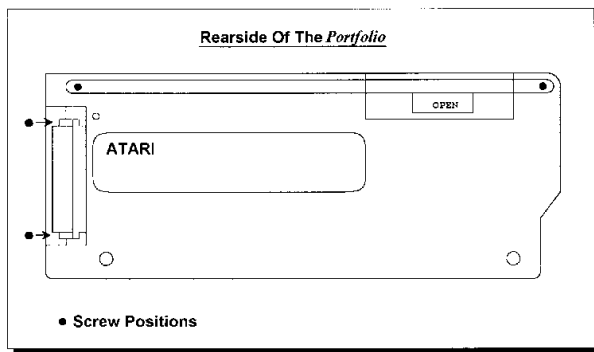 Rearside Of The Portfolio
OPEN
ATARI
● Screw Positions